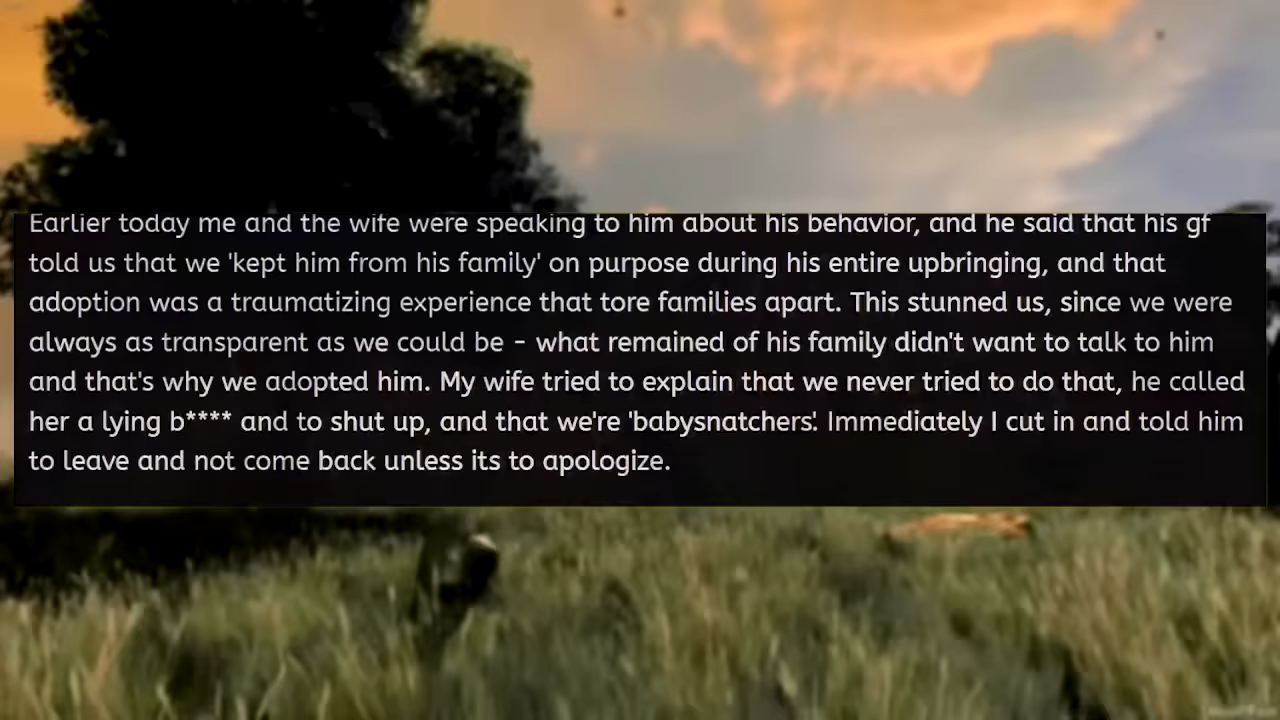 Earlier today me and the wife were speaking to him about his behavior, and he said that his gf
told us that we 'kept him from his family' on purpose during his entire upbringing, and that
adoption was a traumatizing experience that tore families apart. This stunned us, since we were
always as transparent as we could be - what remained of his family didn't want to talk to him
and that's why we adopted him. My wife tried to explain that we never tried to do that, he called
her a lying b**** and to shut up, and that we're 'babysnatchers'. Immediately I cut in and told him
to leave and not come back unless its to apologize.